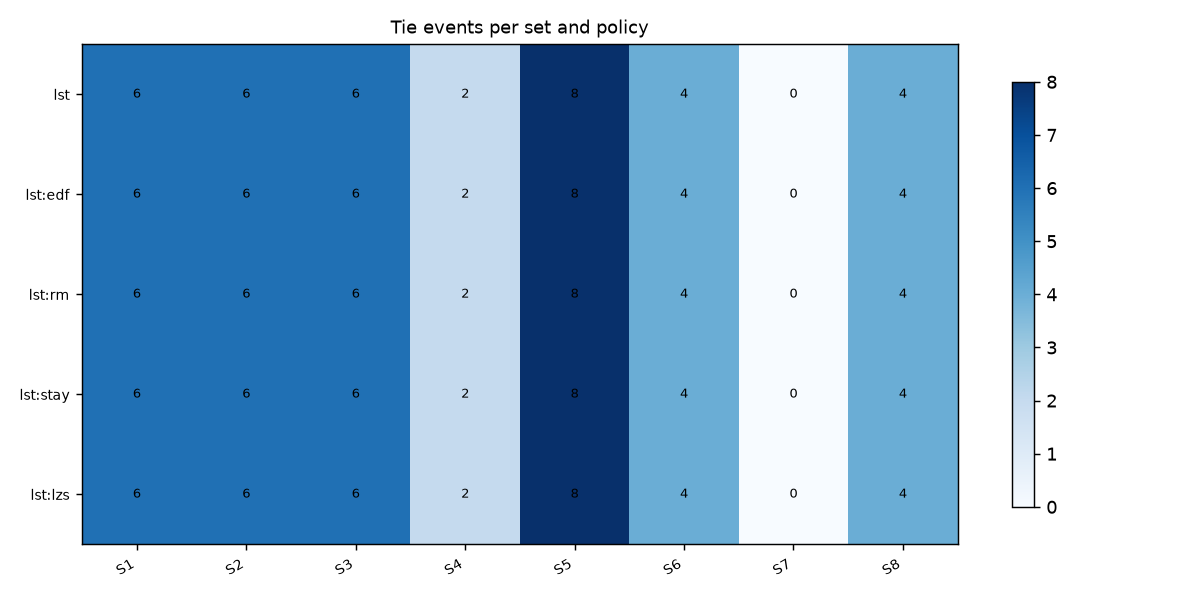 Tie events per set and policy
lst 6 6 6 2 8 4 0 4
lst:edf 6 6 6 2 8 4 0 4
lst:rm 6 6 6 2 8 4 0 4
lst:stay 6 6 6 2 8 4 0 4
lst:lzs 6 6 6 2 8 4 0 4
S1 S2 S3 S4 S5 S6 S7 S8
8
7
6
5
4
3
2
1
0